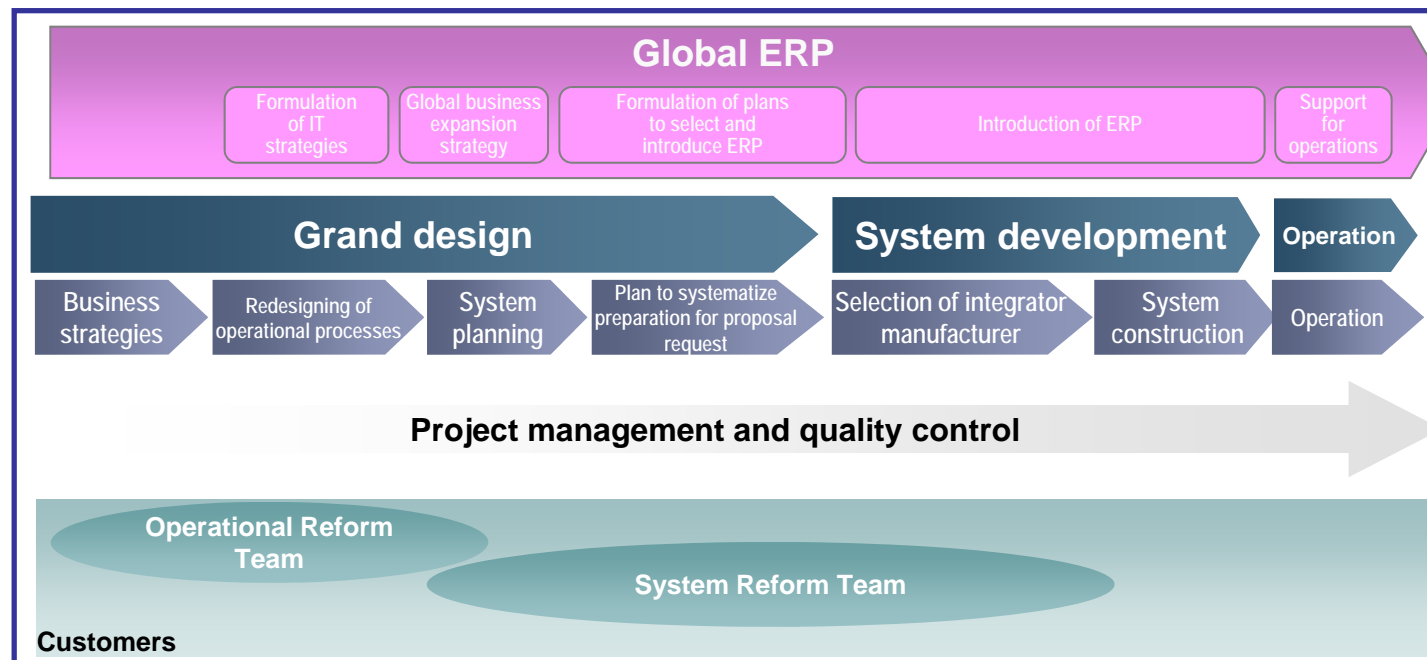 Global ERP
Formulation
of IT
strategies
Global business
expansion
strategy
Formulation of plans
to select and
introduce ERP
Introduction of ERP
Support
for
operations
Grand design
System development
Operation
Business
strategies
Redesigning of
operational processes
System
planning
Plan to systematize
preparation for proposal
request
Selection of integrator
manufacturer
System
construction
Operation
Project management and quality control
Operational Reform
Team
System Reform Team
Customers